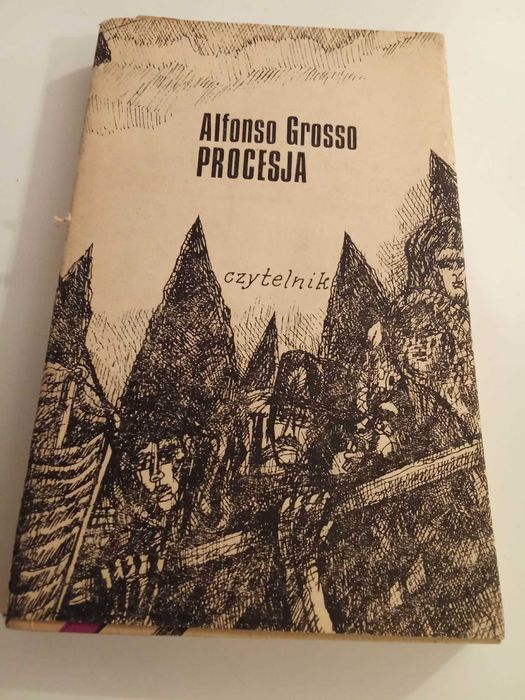 Alfonso Grosso
PROCESJA
czytelnik